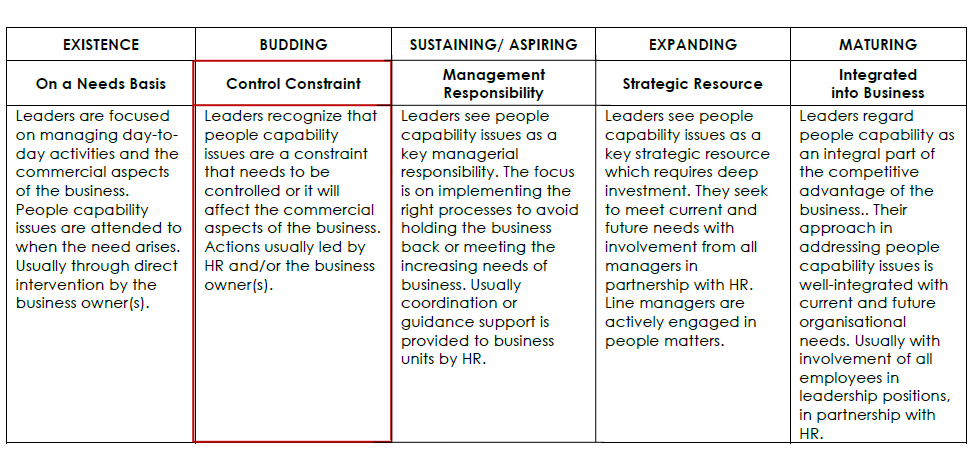 EXISTENCE
BUDDING
SUSTAINING/ ASPIRING
EXPANDING
MATURING
On a Needs Basis
Control Constraint
Management
Responsibility
Strategic Resource
Integrated
into Business
Leaders are focused
on managing day-to-
day activities and the
commercial aspects
of the business.
People capability
issues are attended to
when the need arises.
Usually through direct
intervention by the
business owner(s).
Leaders recognize that
people capability
issues are a constraint
that needs to be
controlled or it will
affect the commercial
aspects of the business.
Actions usually led by
HR and/or the business
owner(s).
Leaders see people
capability issues as a
key managerial
responsibility. The focus
is on implementing the
right processes to avoid
holding the business
back or meeting the
increasing needs of
business. Usually
coordination or
guidance support is
provided to business
units by HR.
Leaders see people
capability issues as a
key strategic resource
which requires deep
investment. They seek
to meet current and
future needs with
involvement from all
managers in
partnership with HR.
Line managers are
actively engaged in
people matters.
Leaders regard
people capability as
an integral part of
the competitive
advantage of the
business.. Their
approach in
addressing people
capability issues is
well-integrated with
current and future
organisational
needs. Usually with
involvement of all
employees in
leadership positions,
in partnership with
HR.